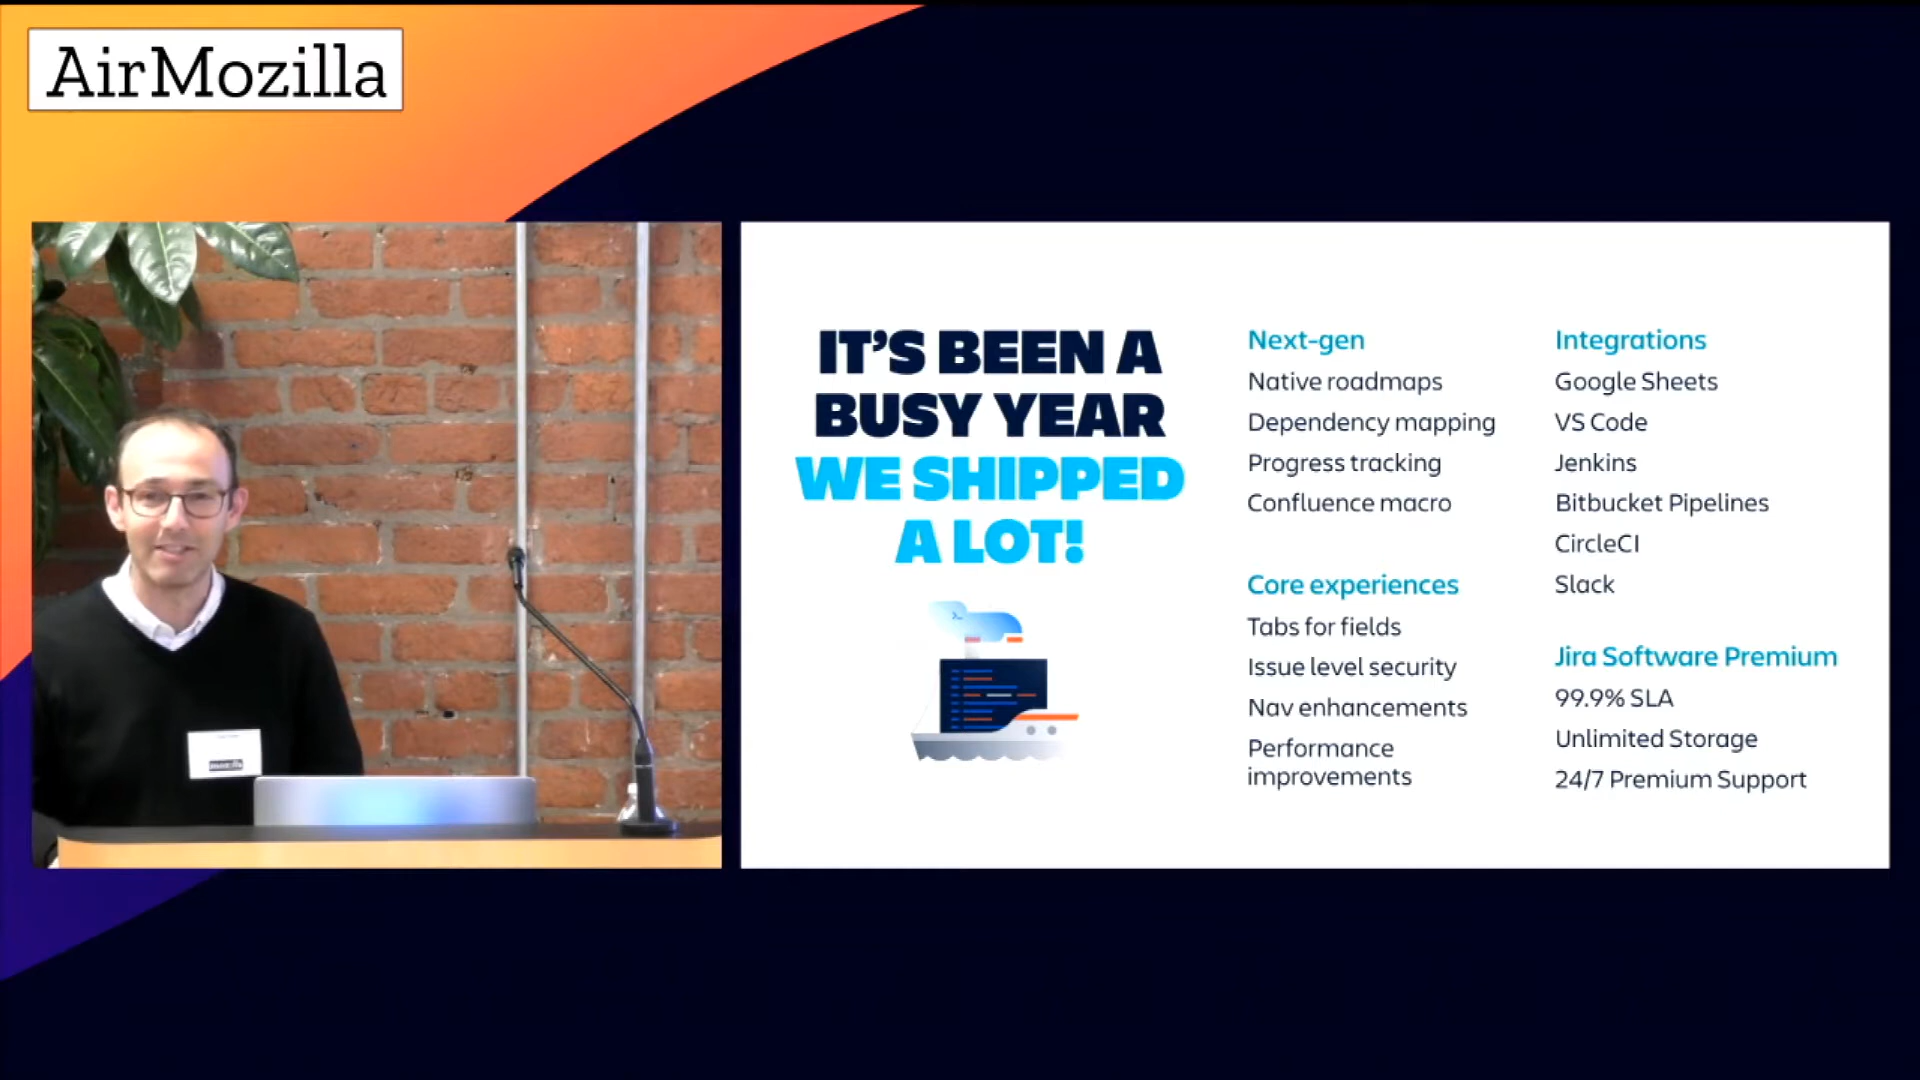 AirMozilla
IT'S BEEN A
BUSY YEAR
WE SHIPPED
A LOT!
Next-gen
Native roadmaps
Dependency mapping
Progress tracking
Confluence macro
Core experiences
Tabs for fields
Issue level security
Nav enhancements
Performance
improvements
Integrations
Google Sheets
VS Code
Jenkins
Bitbucket Pipelines
CircleCI
Slack
Jira Software Premium
99.9% SLA
Unlimited Storage
24/7 Premium Support